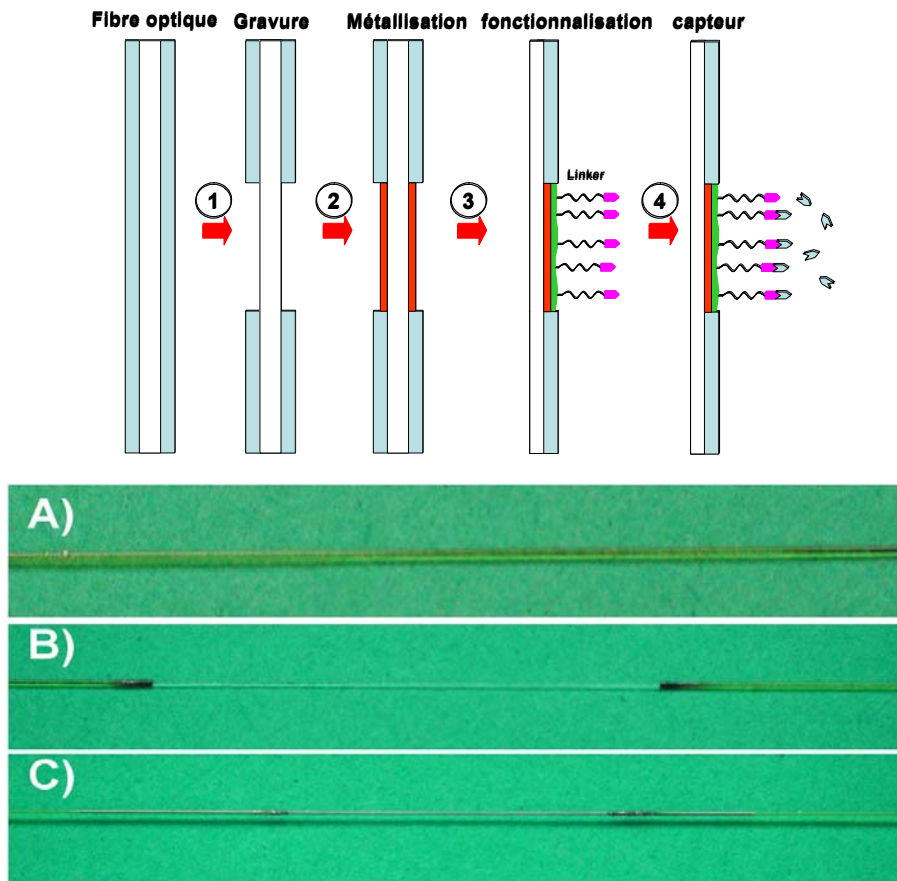 Fibre optique Gravure Métallisation fonctionnalisation capteur
Linker
1 2 3 4
A)
B)
C)